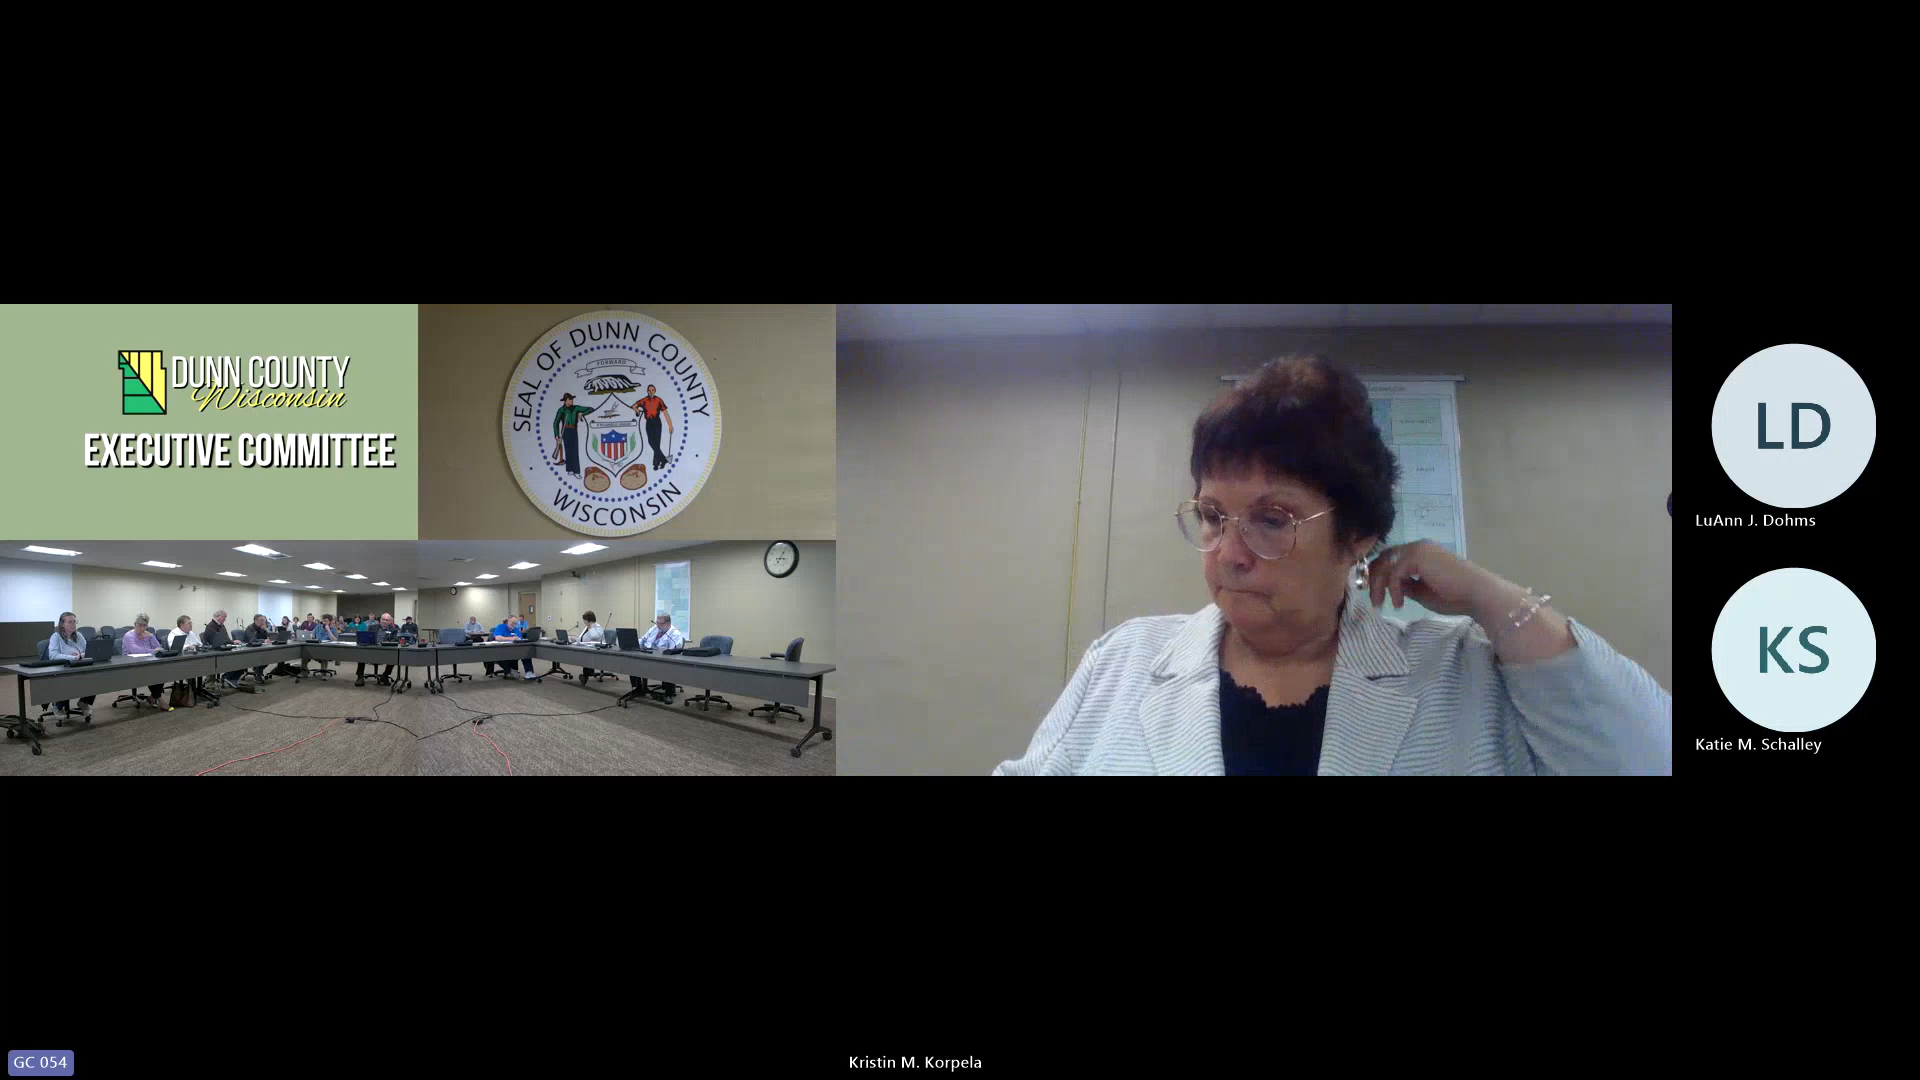 DUNN COUNTY
Wisconsin
EXECUTIVE COMMITTEE
SEAL OF DUNN COUNTY
FORWARD
WISCONSIN
LD
LuAnn J. Dohms
KS
Katie M. Schalley
GC 054
Kristin M. Korpela